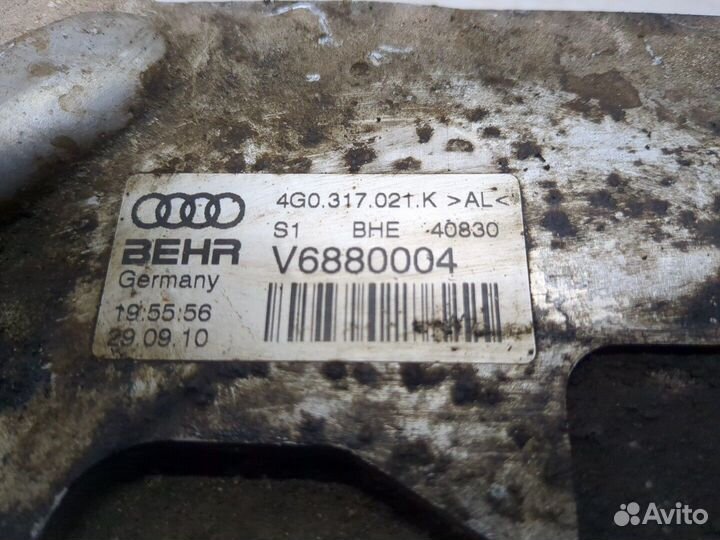 4G0.317.021.K >AL<
S1 BHE 40830
BEHR V6880004
Germany
19:55:56
29.09.10
Avito